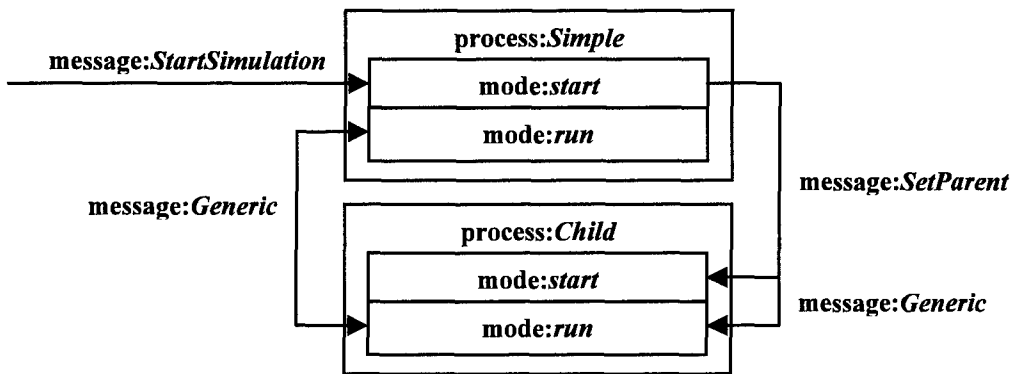 process:Simple
message:StartSimulation
mode:start
mode:run
message:SetParent
message:Generic
process:Child
mode:start
message:Generic
mode:run